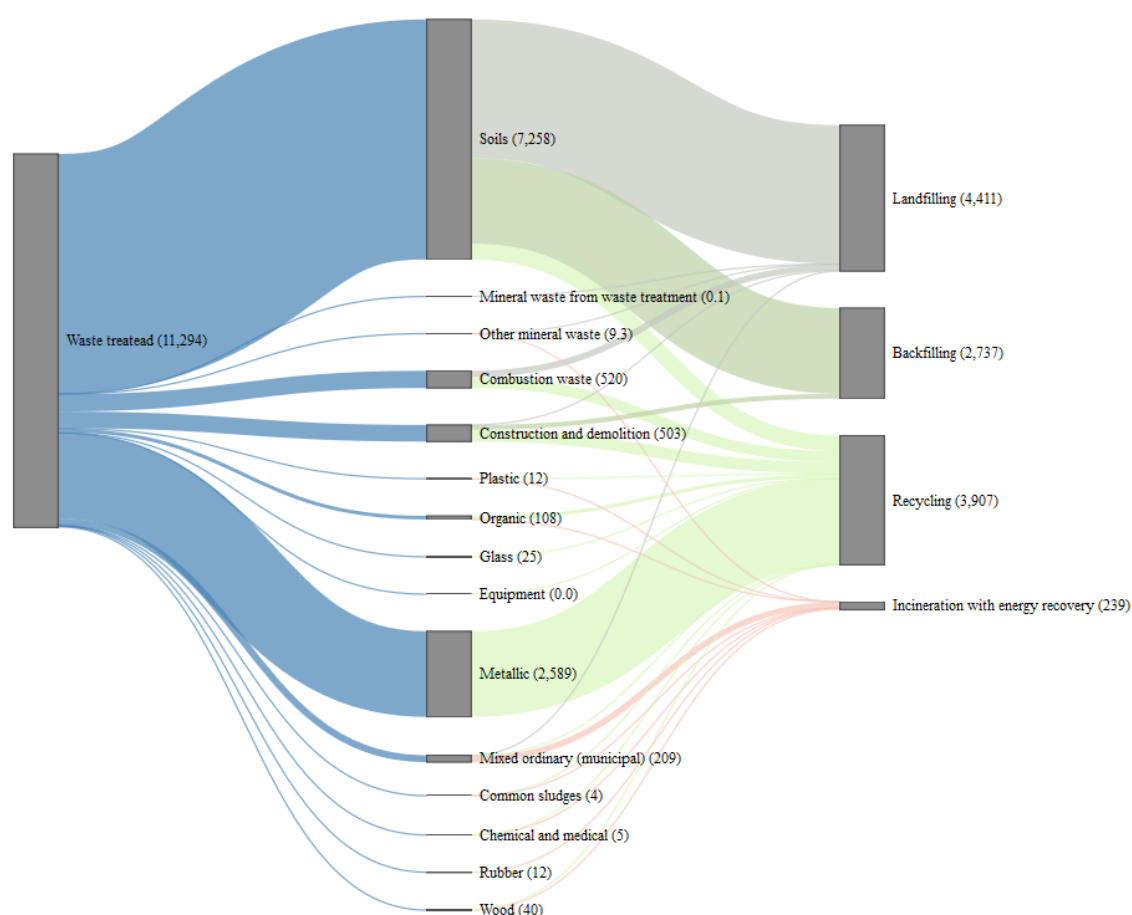 Waste treatead (11,294)
Soils (7,258)
Mineral waste from waste treatment (0.1)
Other mineral waste (9.3)
Combustion waste (520)
Construction and demolition (503)
Plastic (12)
Organic (108)
Glass (25)
Equipment (0.0)
Metallic (2,589)
Mixed ordinary (municipal) (209)
Common sludges (4)
Chemical and medical (5)
Rubber (12)
Wood (40)
Landfilling (4,411)
Backfilling (2,737)
Recycling (3,907)
Incineration with energy recovery (239)